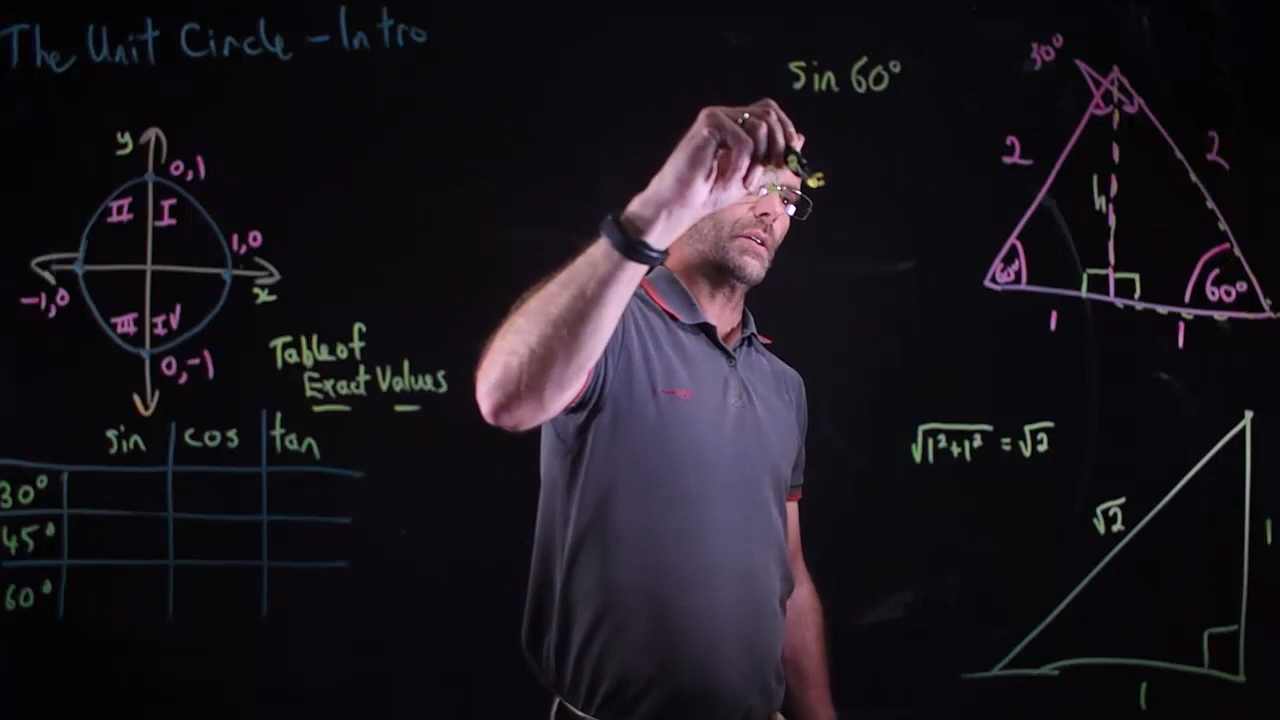 The Unit Circle - Intro
y
0,1
II I
1,0
-1,0
x
III IV
0,-1
Table of
Exact Values
sin cos tan
30°
45°
60°
sin 60°
30°
2 2
h
60° 60°
1 1
√1²+1² = √2
√2
1
1